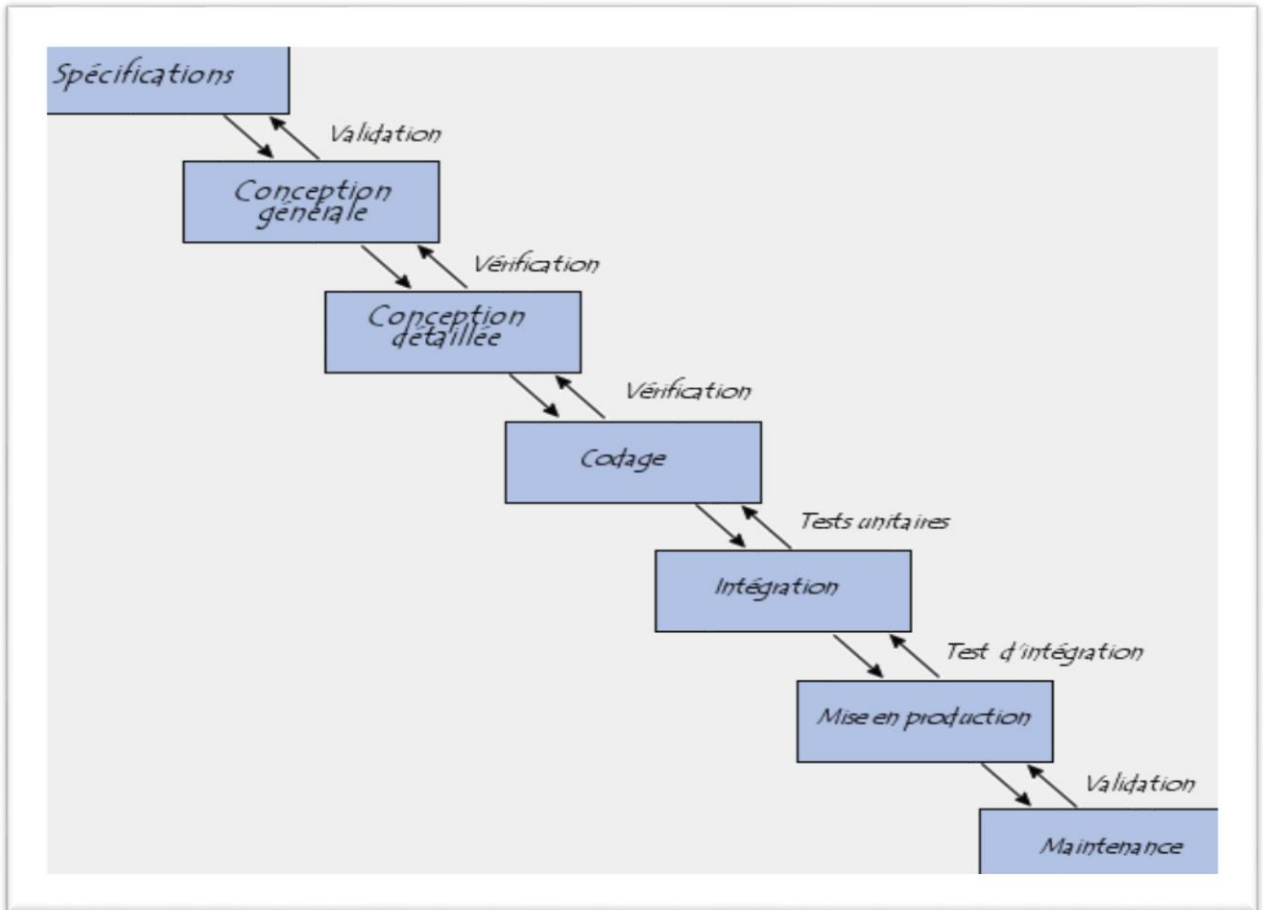 Spécifications
Validation
Conception
générale
Vérification
Conception
détaillée
Vérification
Codage
Tests unitaires
Intégration
Test d'intégration
Mise en production
Validation
Maintenance